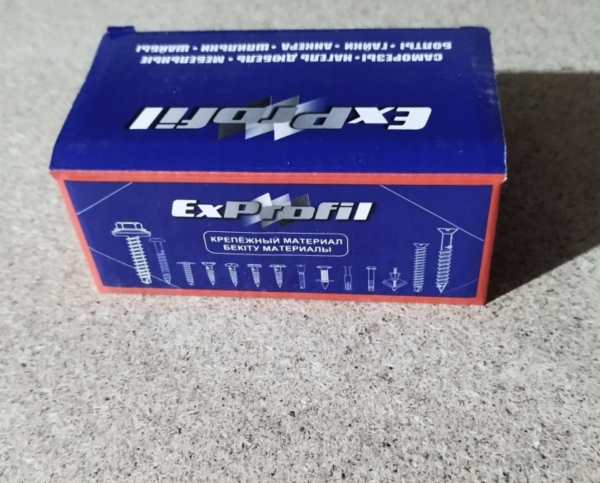 САМОРЕЗЫ · НАГЕЛЬ ДЮБЕЛЬ · МЕБЕЛЬНЫЕ
БОЛТЫ · ГАЙКИ · АНКЕРА · ШПИЛЬКИ · ШАЙБЫ
ExProfil
ExProfil
КРЕПЁЖНЫЙ МАТЕРИАЛ
БЕКІТУ МАТЕРИАЛЫ